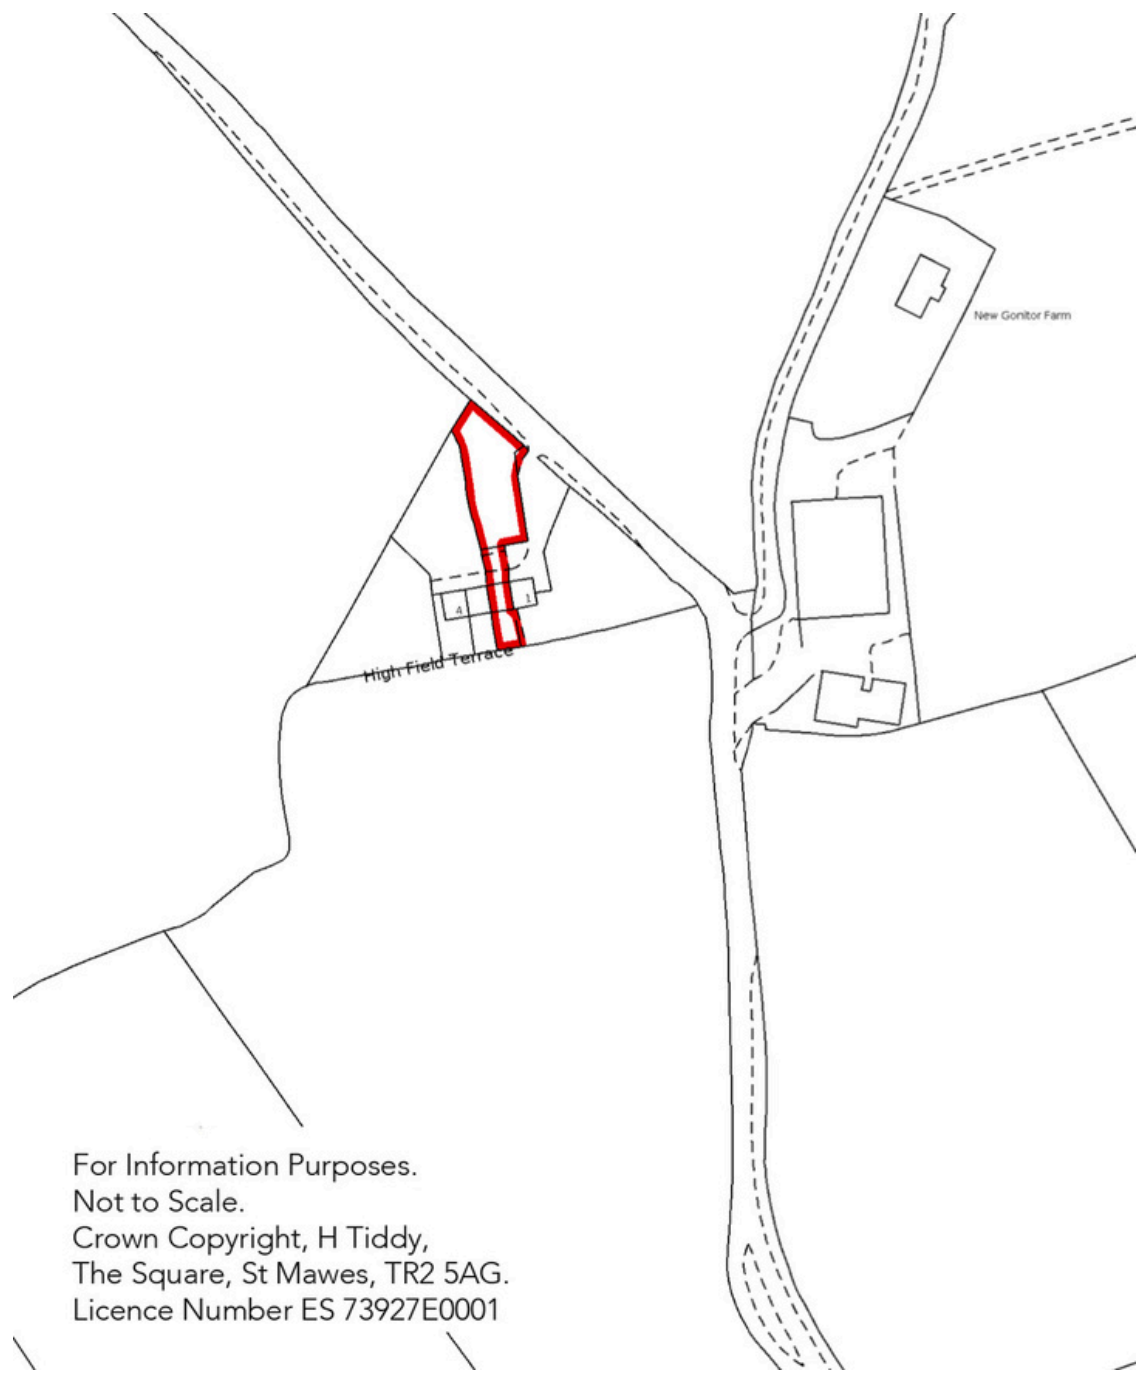 New Gonitor Farm
4
1
High Field Terrace
For Information Purposes.
Not to Scale.
Crown Copyright, H Tiddy,
The Square, St Mawes, TR2 5AG.
Licence Number ES 73927E0001